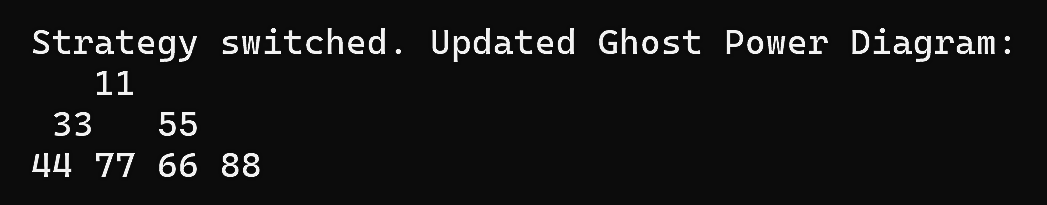 Strategy switched. Updated Ghost Power Diagram:
   11
 33   55
44 77 66 88